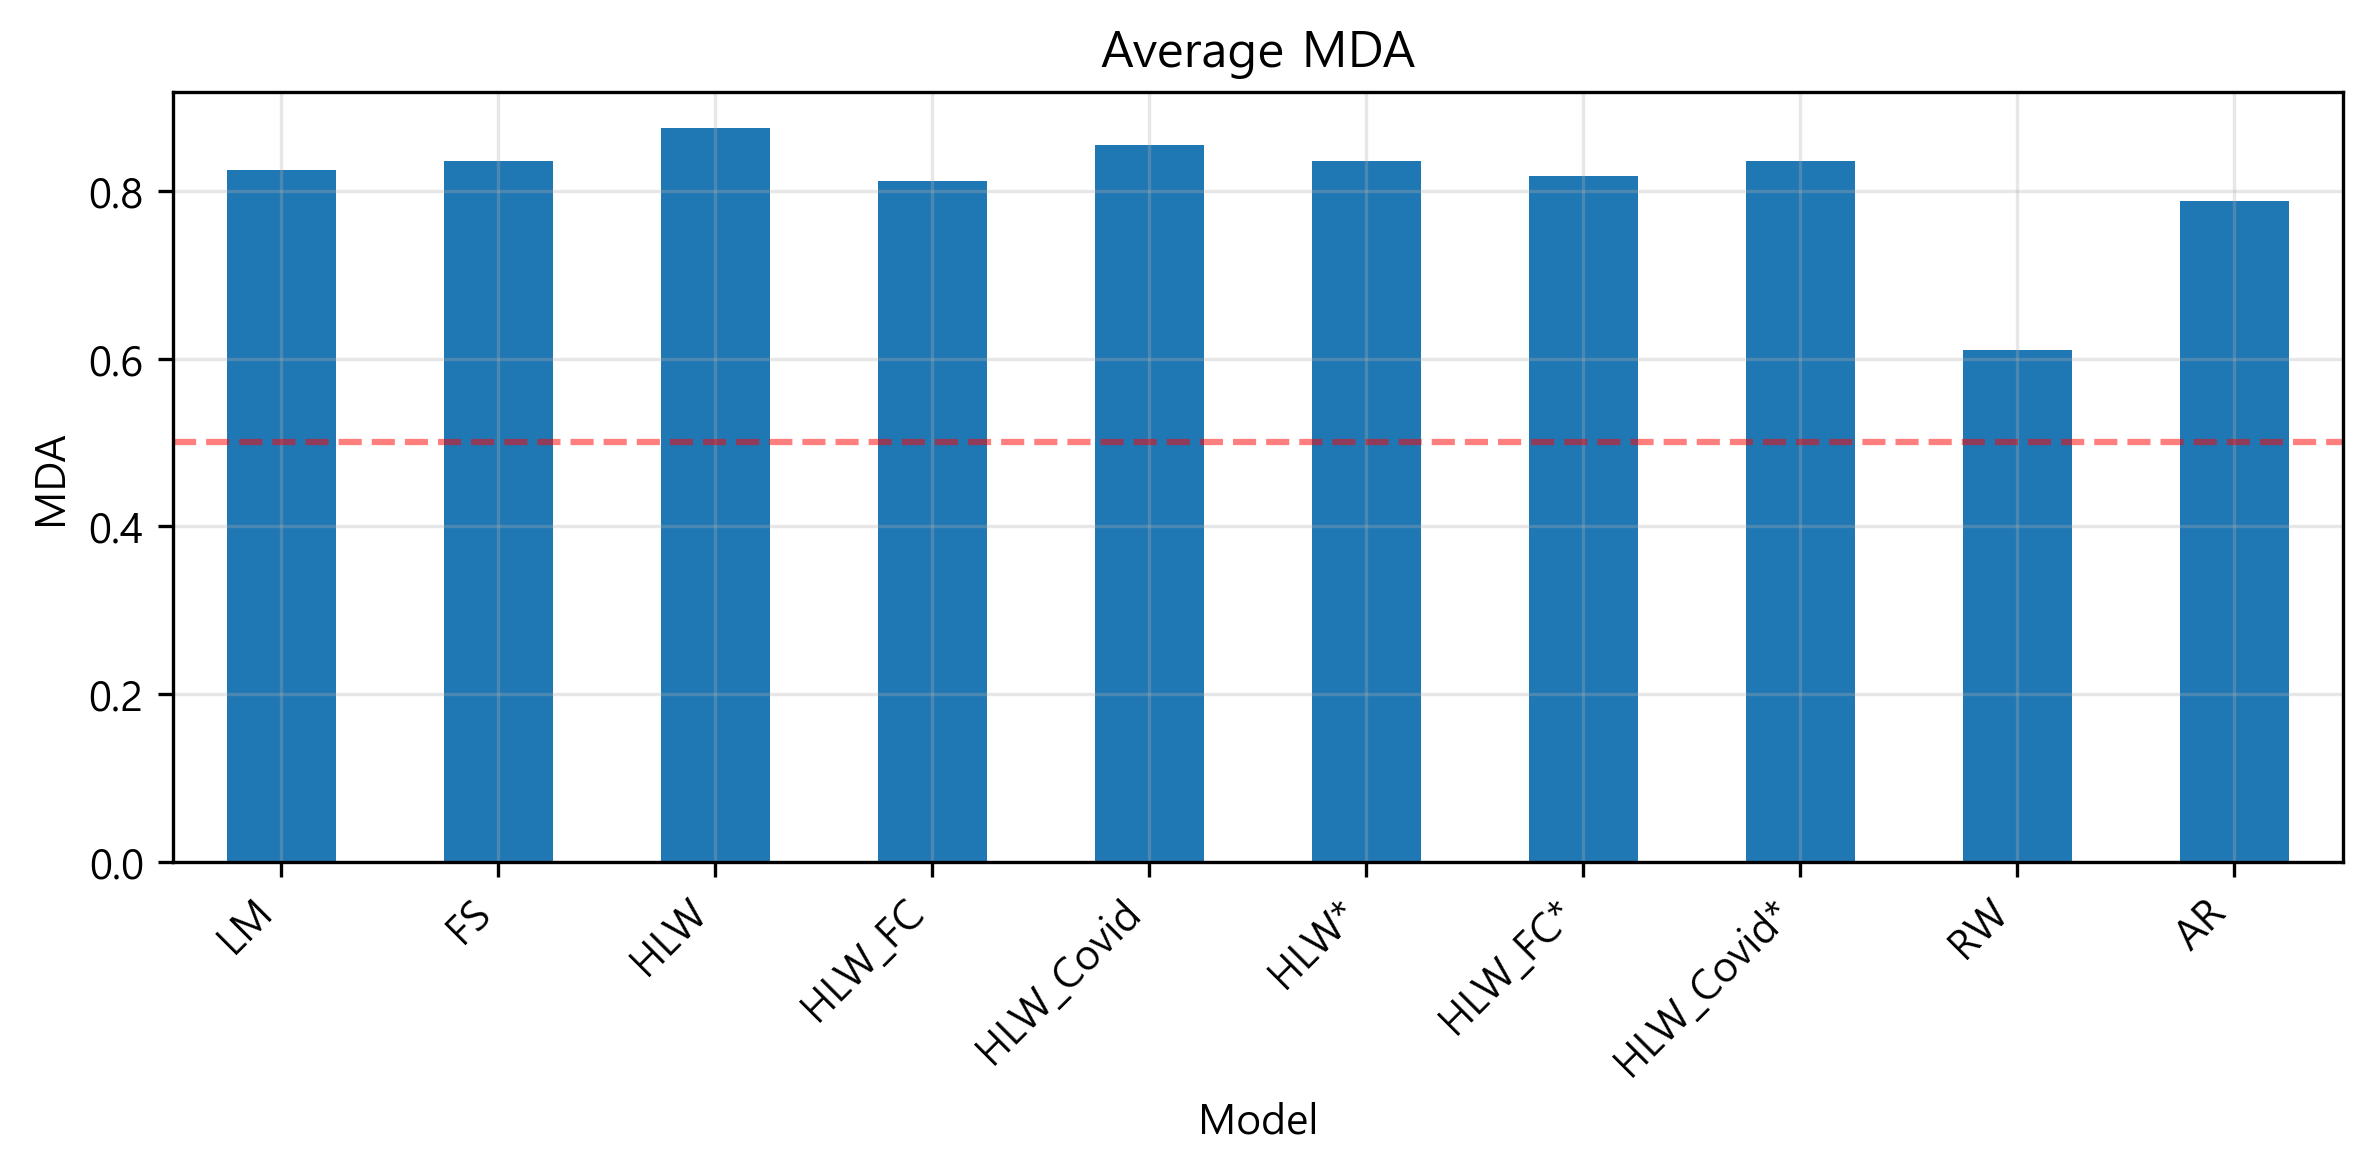 Average MDA
MDA
0.8
0.6
0.4
0.2
0.0
LM
FS
HLW
HLW_FC
HLW_Covid
HLW*
HLW_FC*
HLW_Covid*
RW
AR
Model